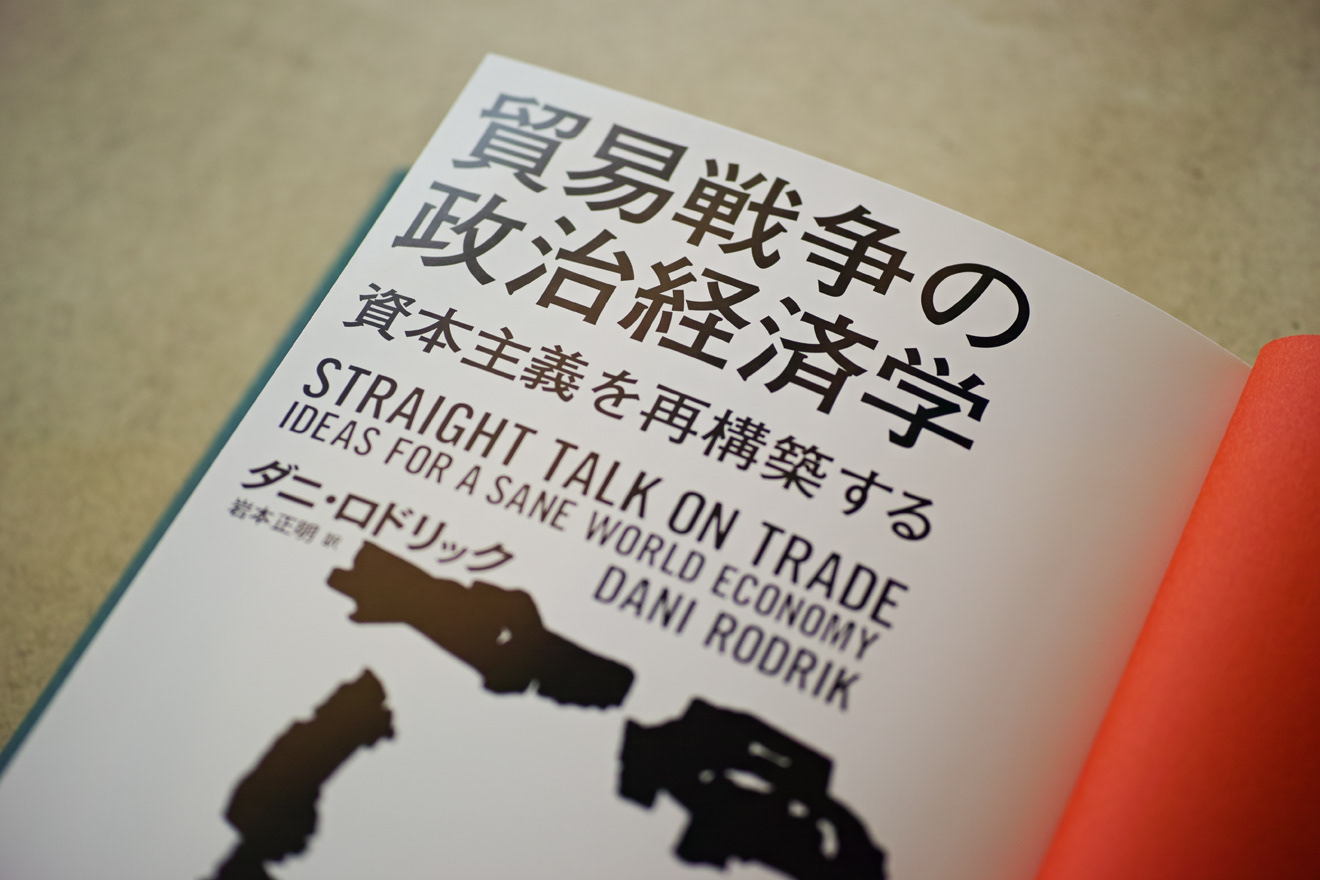 貿易戦争の
政治経済学
資本主義を再構築する
STRAIGHT TALK ON TRADE
IDEAS FOR A SANE WORLD ECONOMY
ダニ・ロドリック
岩本正明 訳
DANI RODRIK